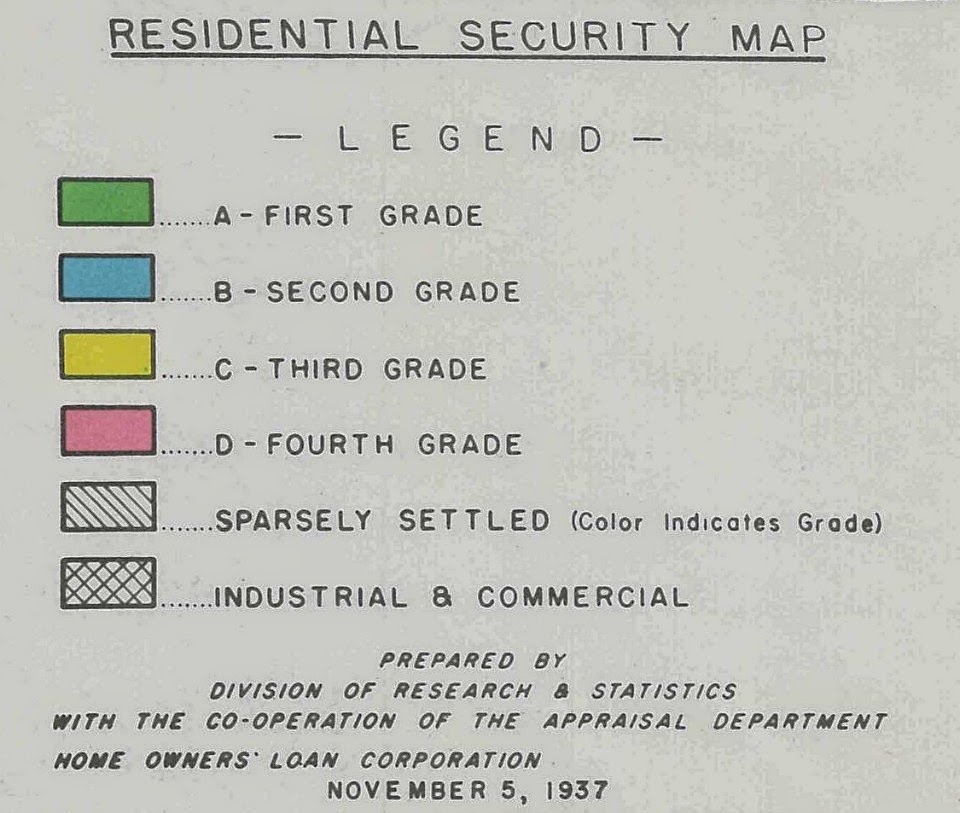 RESIDENTIAL SECURITY MAP
— LEGEND —
.......A - FIRST GRADE
.......B - SECOND GRADE
.......C - THIRD GRADE
.......D - FOURTH GRADE
.......SPARSELY SETTLED (Color Indicates Grade)
.......INDUSTRIAL & COMMERCIAL
PREPARED BY
DIVISION OF RESEARCH & STATISTICS
WITH THE CO-OPERATION OF THE APPRAISAL DEPARTMENT
HOME OWNERS' LOAN CORPORATION
NOVEMBER 5, 1937